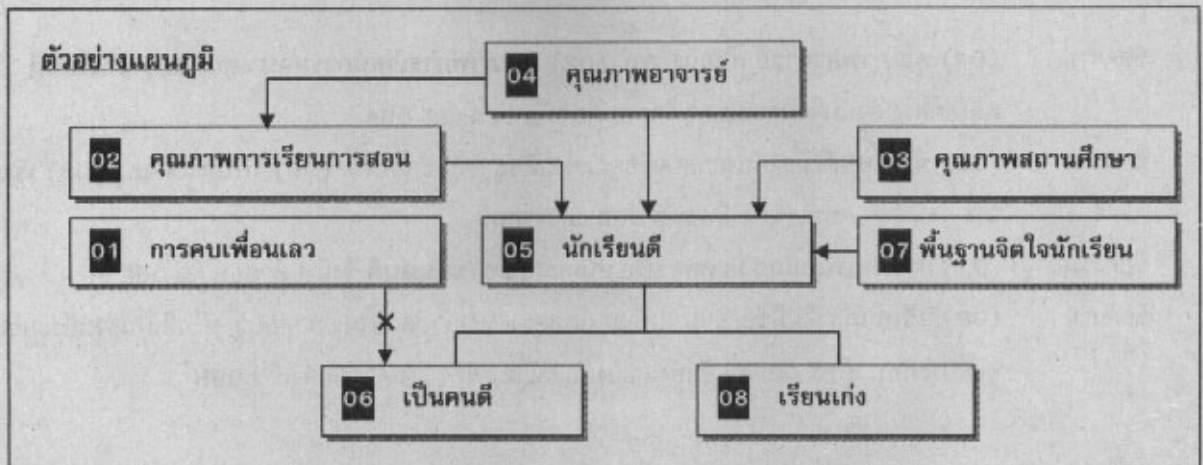 ตัวอย่างแผนภูมิ
04 คุณภาพอาจารย์
02 คุณภาพการเรียนการสอน
03 คุณภาพสถานศึกษา
01 การคบเพื่อนเลว
05 นักเรียนดี
07 พื้นฐานจิตใจนักเรียน
06 เป็นคนดี
08 เรียนเก่ง